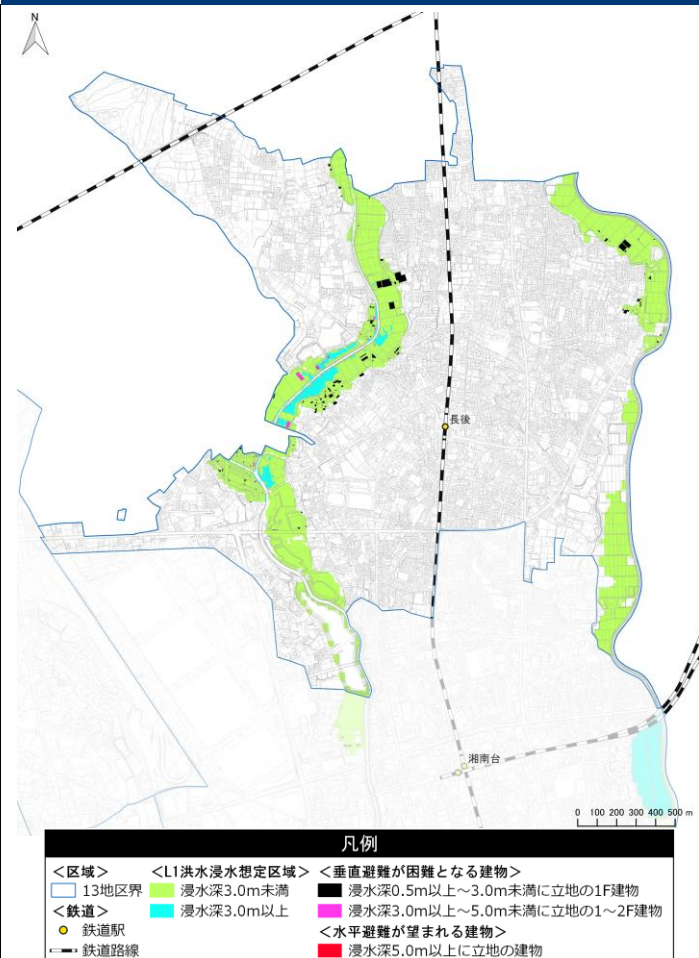 N
長後
湘南台
0 100 200 300 400 500 m
凡例
＜区域＞
13地区界
＜鉄道＞
鉄道駅
鉄道路線
＜L1洪水浸水想定区域＞
浸水深3.0m未満
浸水深3.0m以上
＜垂直避難が困難となる建物＞
浸水深0.5m以上～3.0m未満に立地の1F建物
浸水深3.0m以上～5.0m未満に立地の1～2F建物
＜水平避難が望まれる建物＞
浸水深5.0m以上に立地の建物